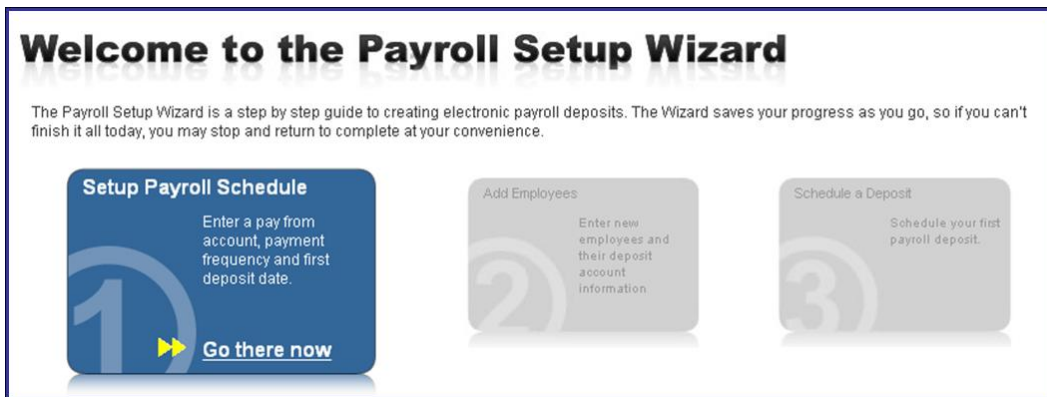 Welcome to the Payroll Setup Wizard
The Payroll Setup Wizard is a step by step guide to creating electronic payroll deposits. The Wizard saves your progress as you go, so if you can't
finish it all today, you may stop and return to complete at your convenience.
Setup Payroll Schedule
Enter a pay from
account, payment
frequency and first
deposit date.
1
Go there now
Add Employees
Enter new
employees and
their deposit
account
information
2
Schedule a Deposit
Schedule your first
payroll deposit.
3